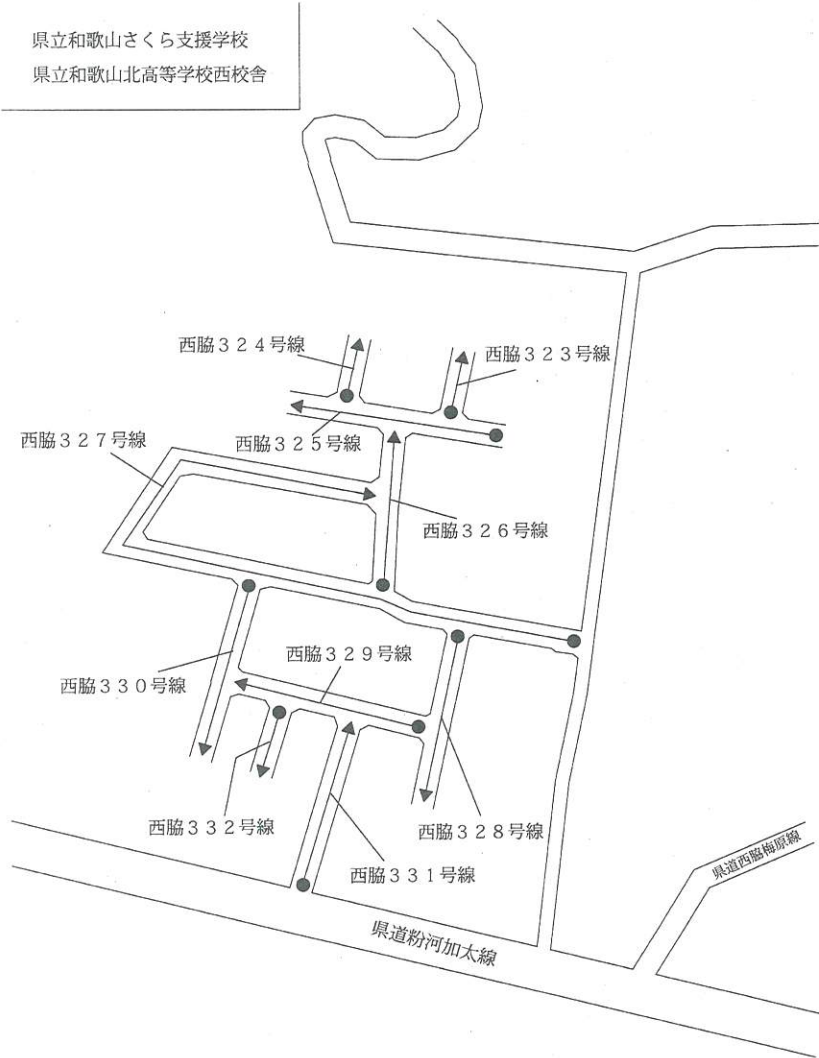 県立和歌山さくら支援学校
県立和歌山北高等学校西校舎
西脇３２４号線
西脇３２３号線
西脇３２７号線
西脇３２５号線
西脇３２６号線
西脇３２９号線
西脇３３０号線
西脇３３２号線
西脇３２８号線
西脇３３１号線
県道西脇梅原線
県道粉河加太線